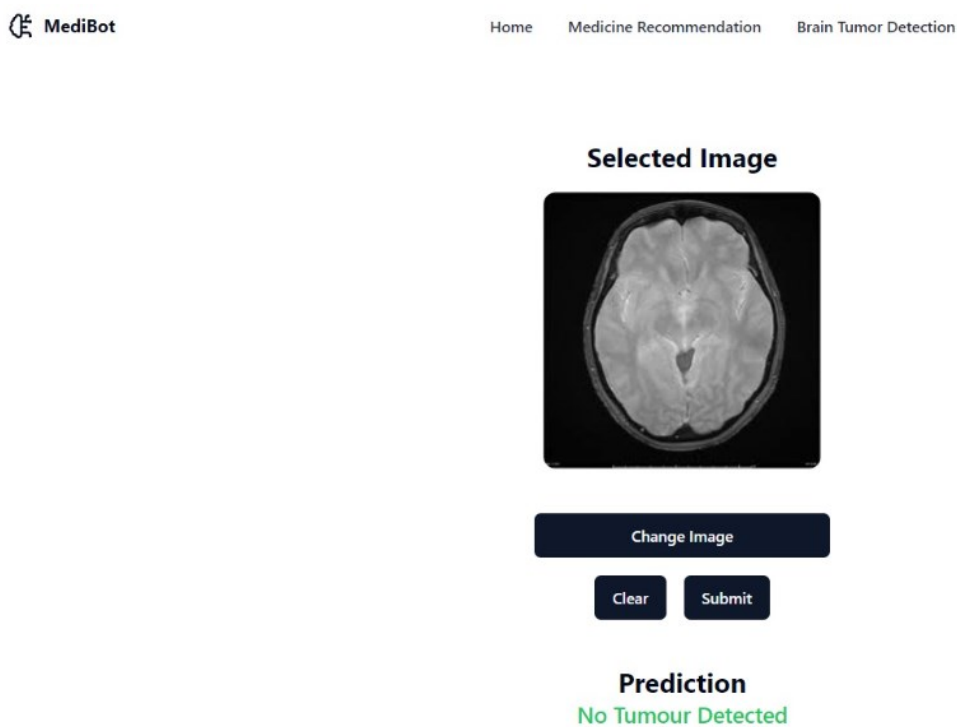 MediBot Home Medicine Recommendation Brain Tumor Detection
Selected Image
Change Image
Clear Submit
Prediction
No Tumour Detected